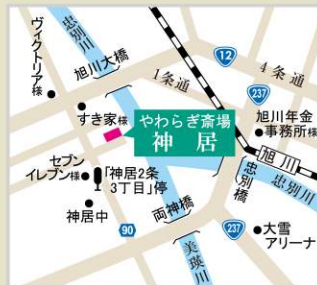 忠別川
ヴィクトリア様
旭川大橋
1条通
12
4条通
237
すき家様
やわらぎ斎場
神居
旭川年金
事務所様
旭川
セブン
イレブン様
「神居2条
3丁目」停
忠別橋
忠別川
神居中
両神橋
90
237
大雪
アリーナ
美瑛川